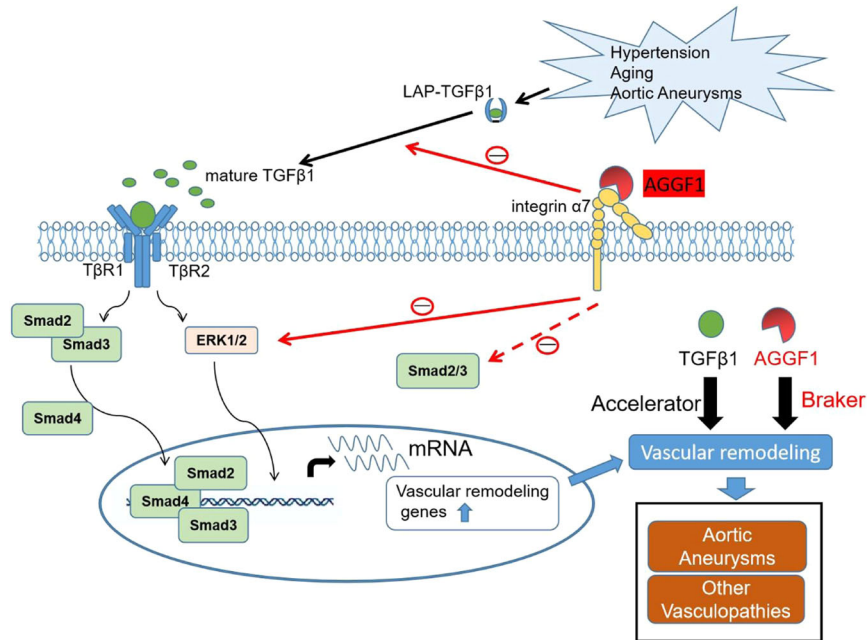 Hypertension
Aging
Aortic Aneurysms
LAP-TGFβ1
mature TGFβ1
AGGF1
integrin α7
TβR1
TβR2
Smad2
Smad3
ERK1/2
Smad2/3
Smad4
TGFβ1
AGGF1
Accelerator
Braker
Vascular remodeling
mRNA
Smad2
Smad4
Smad3
Vascular remodeling
genes
Aortic
Aneurysms
Other
Vasculopathies